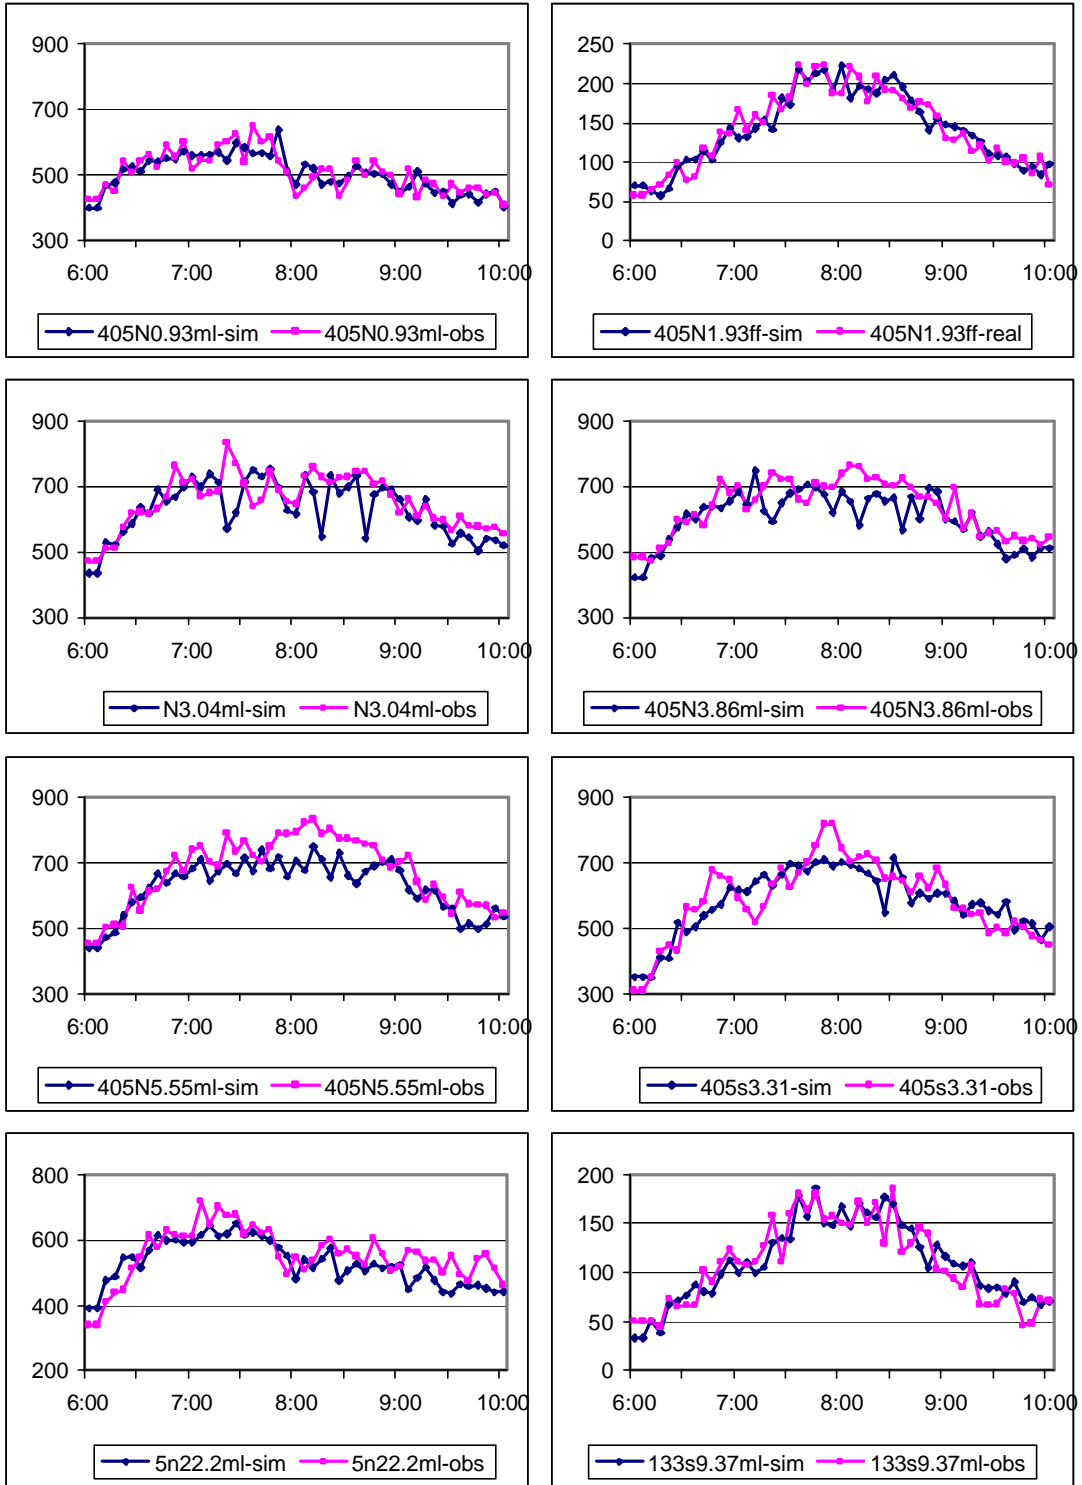 900
700
500
300
6:00 7:00 8:00 9:00 10:00
405N0.93ml-sim 405N0.93ml-obs
250
200
150
100
50
0
6:00 7:00 8:00 9:00 10:00
405N1.93ff-sim 405N1.93ff-real
900
700
500
300
6:00 7:00 8:00 9:00 10:00
N3.04ml-sim N3.04ml-obs
900
700
500
300
6:00 7:00 8:00 9:00 10:00
405N3.86ml-sim 405N3.86ml-obs
900
700
500
300
6:00 7:00 8:00 9:00 10:00
405N5.55ml-sim 405N5.55ml-obs
900
700
500
300
6:00 7:00 8:00 9:00 10:00
405s3.31-sim 405s3.31-obs
800
600
400
200
6:00 7:00 8:00 9:00 10:00
5n22.2ml-sim 5n22.2ml-obs
200
150
100
50
0
6:00 7:00 8:00 9:00 10:00
133s9.37ml-sim 133s9.37ml-obs